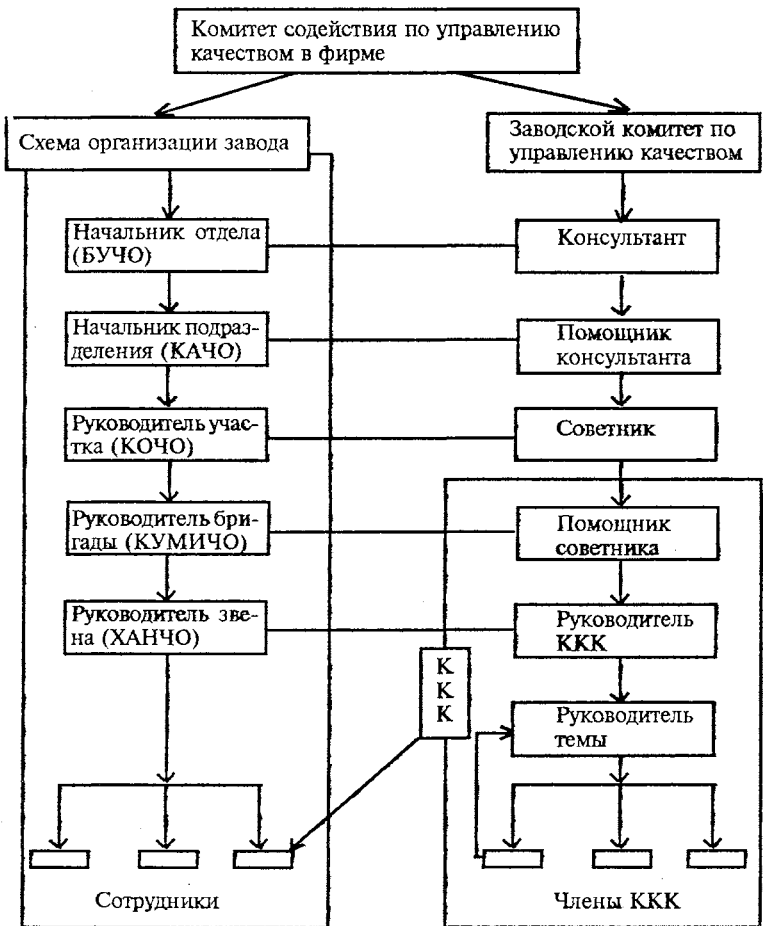 Комитет содействия по управлению
качеством в фирме
Схема организации завода
Заводской комитет по
управлению качеством
Начальник отдела
(БУЧО)
Консультант
Начальник подраз-
деления (КАЧО)
Помощник
консультанта
Руководитель учас-
тка (КОЧО)
Советник
Руководитель бри-
гады (КУМИЧО)
Помощник
советника
Руководитель зве-
на (ХАНЧО)
Руководитель
ККК
К
К
К
Руководитель
темы
Сотрудники
Члены ККК